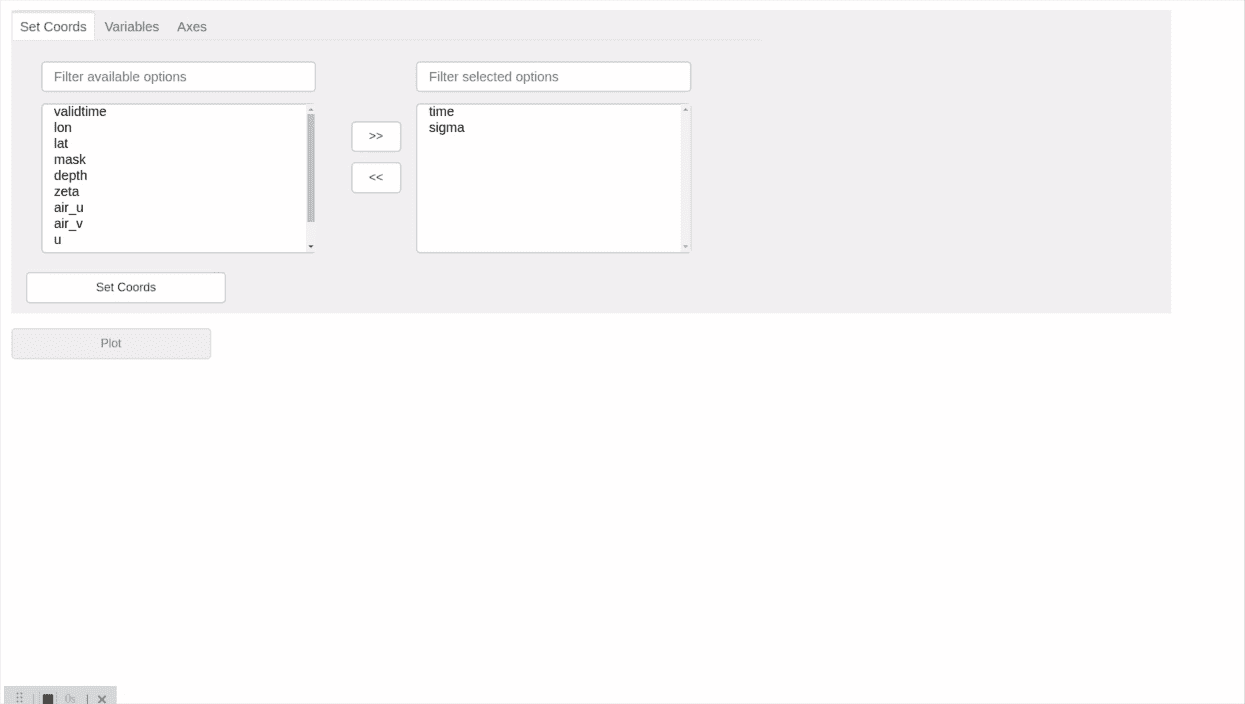 Set Coords Variables Axes
Filter available options Filter selected options
validtime
lon
lat
mask
depth
zeta
air_u
air_v
u
>>
<<
time
sigma
Set Coords
Plot
0s